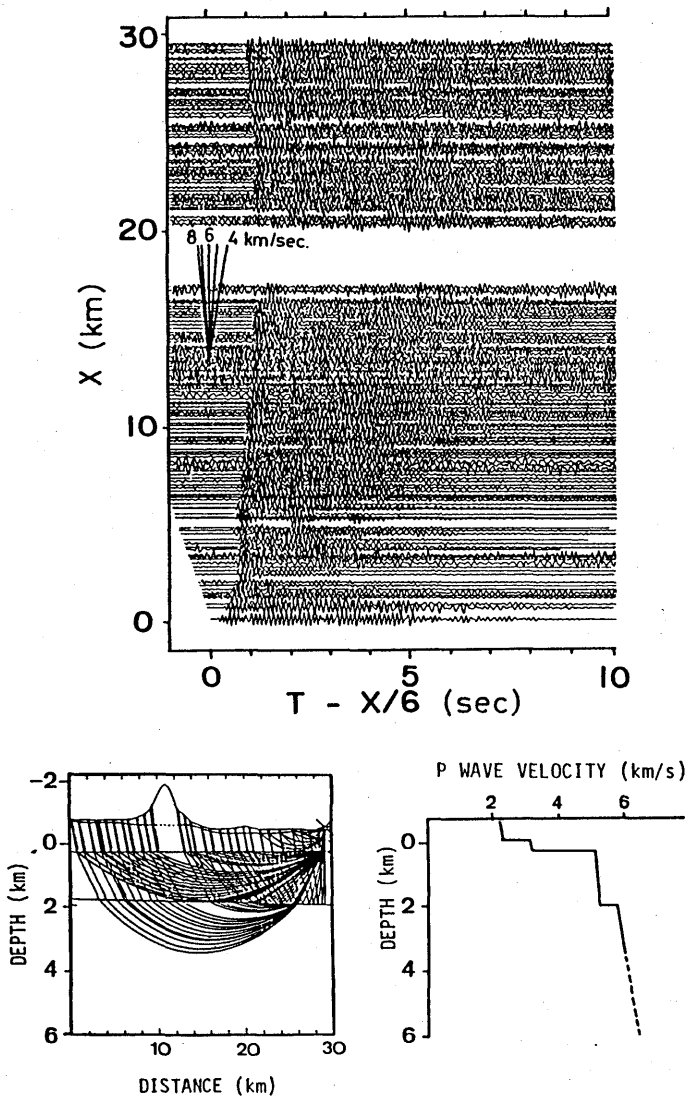 30
20
8 6 4 km/sec.
X (km)
10
0
0 5 10
T - X/6 (sec)
-2
0
2
4
6
DEPTH (km)
10 20 30
DISTANCE (km)
P WAVE VELOCITY (km/s)
2 4 6
0
2
4
6
DEPTH (km)